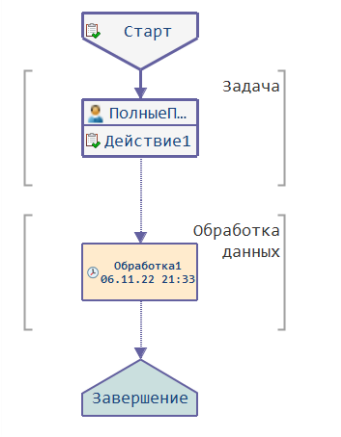 Старт
Задача
ПолныеП...
Действие1
Обработка
данных
Обработка1
06.11.22 21:33
Завершение